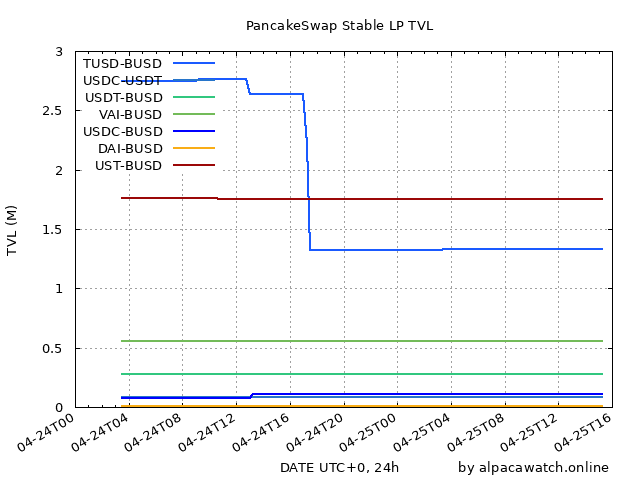 PancakeSwap Stable LP TVL
3
2.5
2
1.5
1
0.5
0
TVL (M)
TUSD-BUSD
USDC-USDT
USDT-BUSD
VAI-BUSD
USDC-BUSD
DAI-BUSD
UST-BUSD
04-24T00
04-24T04
04-24T08
04-24T12
04-24T16
04-24T20
04-25T00
04-25T04
04-25T08
04-25T12
04-25T16
DATE UTC+0, 24h
by alpacawatch.online